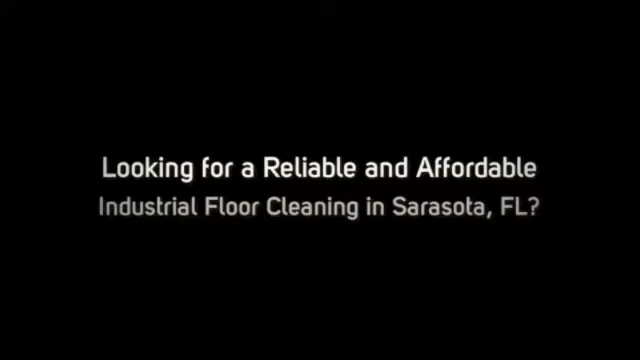 Looking for a Reliable and Affordable
Industrial Floor Cleaning in Sarasota, FL?